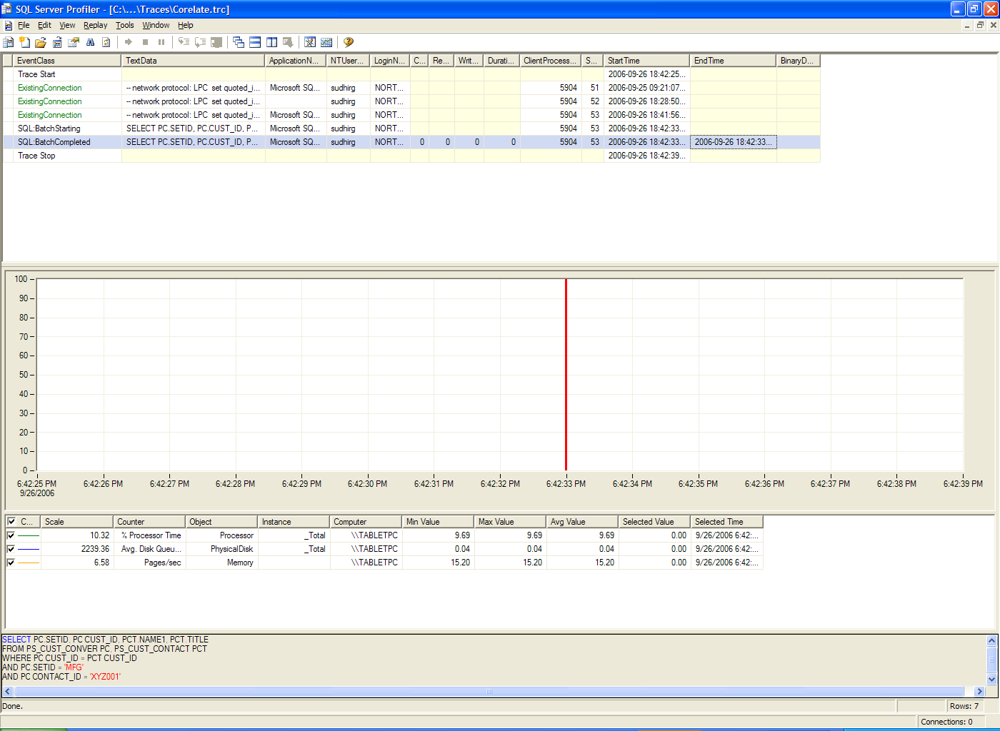 SQL Server Profiler - [C:\...\Traces\Corelate.trc]
File Edit View Replay Tools Window Help
EventClass TextData ApplicationN... NTUser... LoginN... C... Re... Writ... Durati... ClientProcess... S... StartTime EndTime BinaryD...
Trace Start 2006-09-26 18:42:25...
ExistingConnection -- network protocol: LPC set quoted_i... Microsoft SQ... sudhirg NORT... 5904 51 2006-09-25 09:21:07...
ExistingConnection -- network protocol: LPC set quoted_i... sudhirg NORT... 5904 52 2006-09-26 18:28:50...
ExistingConnection -- network protocol: LPC set quoted_i... Microsoft SQ... sudhirg NORT... 5904 53 2006-09-26 18:41:56...
SQL:BatchStarting SELECT PC.SETID, PC.CUST_ID, P... Microsoft SQ... sudhirg NORT... 5904 53 2006-09-26 18:42:33...
SQL:BatchCompleted SELECT PC.SETID, PC.CUST_ID, P... Microsoft SQ... sudhirg NORT... 0 0 0 0 5904 53 2006-09-26 18:42:33... 2006-09-26 18:42:33...
Trace Stop 2006-09-26 18:42:39...
100
90
80
70
60
50
40
30
20
10
0
6:42:25 PM 6:42:26 PM 6:42:27 PM 6:42:28 PM 6:42:29 PM 6:42:30 PM 6:42:31 PM 6:42:32 PM 6:42:33 PM 6:42:34 PM 6:42:35 PM 6:42:36 PM 6:42:37 PM 6:42:38 PM 6:42:39 PM
9/26/2006
C... Scale Counter Object Instance Computer Min Value Max Value Avg Value Selected Value Selected Time
10.32 % Processor Time Processor _Total \\TABLETPC 9.69 9.69 9.69 0.00 9/26/2006 6:42:...
2239.36 Avg. Disk Queu... PhysicalDisk _Total \\TABLETPC 0.04 0.04 0.04 0.00 9/26/2006 6:42:...
6.58 Pages/sec Memory \\TABLETPC 15.20 15.20 15.20 0.00 9/26/2006 6:42:...
SELECT PC.SETID, PC.CUST_ID, PCT.NAME1, PCT.TITLE
FROM PS_CUST_CONVER PC, PS_CUST_CONTACT PCT
WHERE PC.CUST_ID = PCT.CUST_ID
AND PC.SETID = 'MFG'
AND PC.CONTACT_ID = 'XYZ001'
Done. Rows: 7
Connections: 0